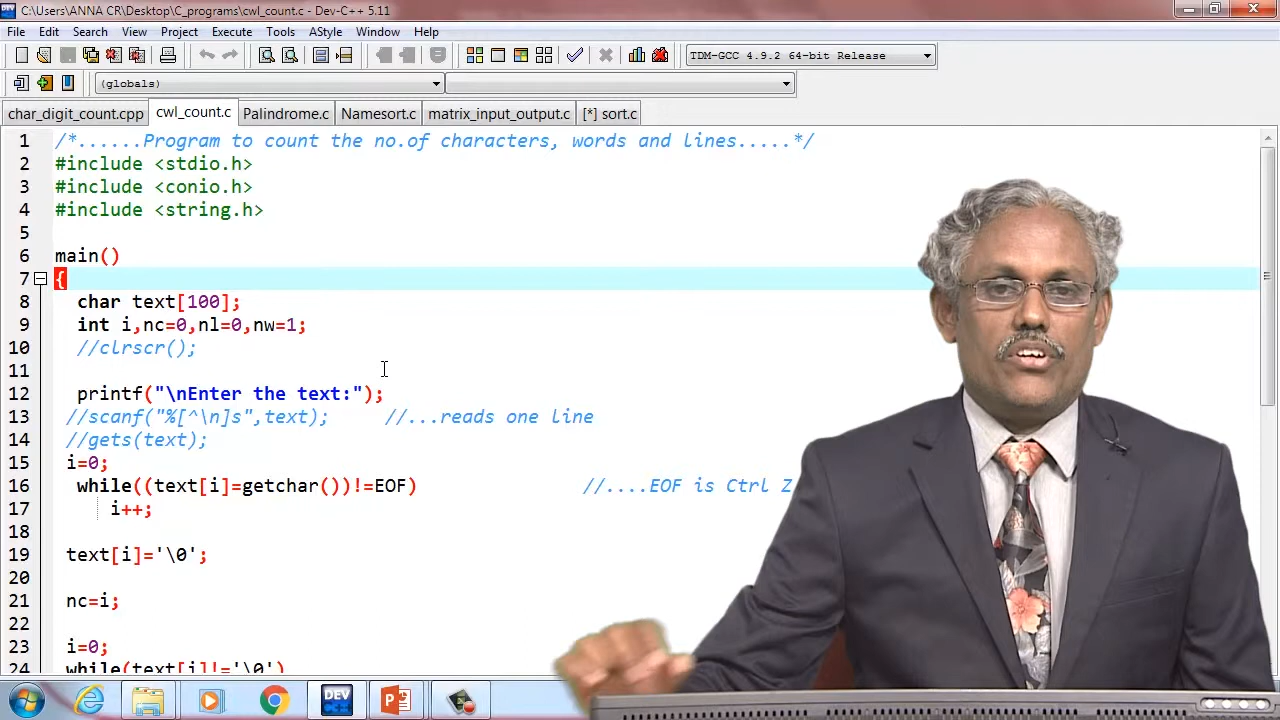 C:\Users\ANNA CR\Desktop\C_programs\cwl_count.c - Dev-C++ 5.11
File Edit Search View Project Execute Tools AStyle Window Help
TDM-GCC 4.9.2 64-bit Release
(globals)
char_digit_count.cpp cwl_count.c Palindrome.c Namesort.c matrix_input_output.c [*] sort.c
1 /*......Program to count the no.of characters, words and lines.....*/
2 #include <stdio.h>
3 #include <conio.h>
4 #include <string.h>
5
6 main()
7 {
8 char text[100];
9 int i,nc=0,nl=0,nw=1;
10 //clrscr();
11
12 printf("\nEnter the text:");
13 //scanf("%[^\n]s",text); //...reads one line
14 //gets(text);
15 i=0;
16 while((text[i]=getchar())!=EOF) //....EOF is Ctrl Z
17 i++;
18
19 text[i]='\0';
20
21 nc=i;
22
23 i=0;
24 while(text[i]!='\0')
DEV C++